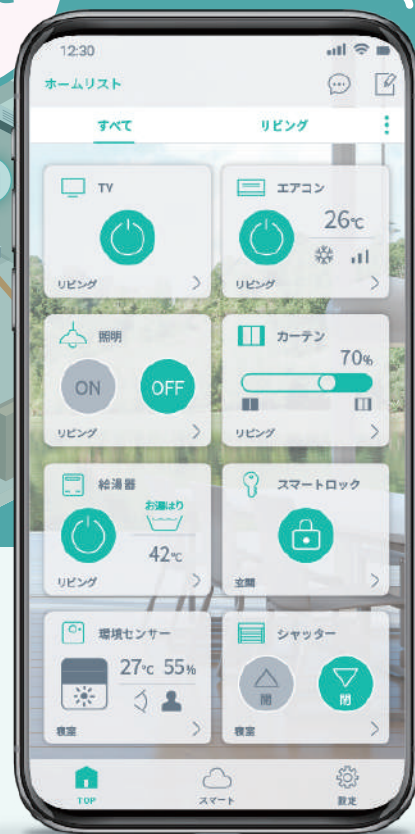 12:30
ホームリスト
すべて
リビング
TV
リビング
エアコン
26℃
リビング
照明
ON
OFF
リビング
カーテン
70%
リビング
給湯器
お湯はり
42℃
リビング
スマートロック
玄関
環境センサー
27℃ 55%
寝室
シャッター
開
閉
寝室
TOP
スマート
設定